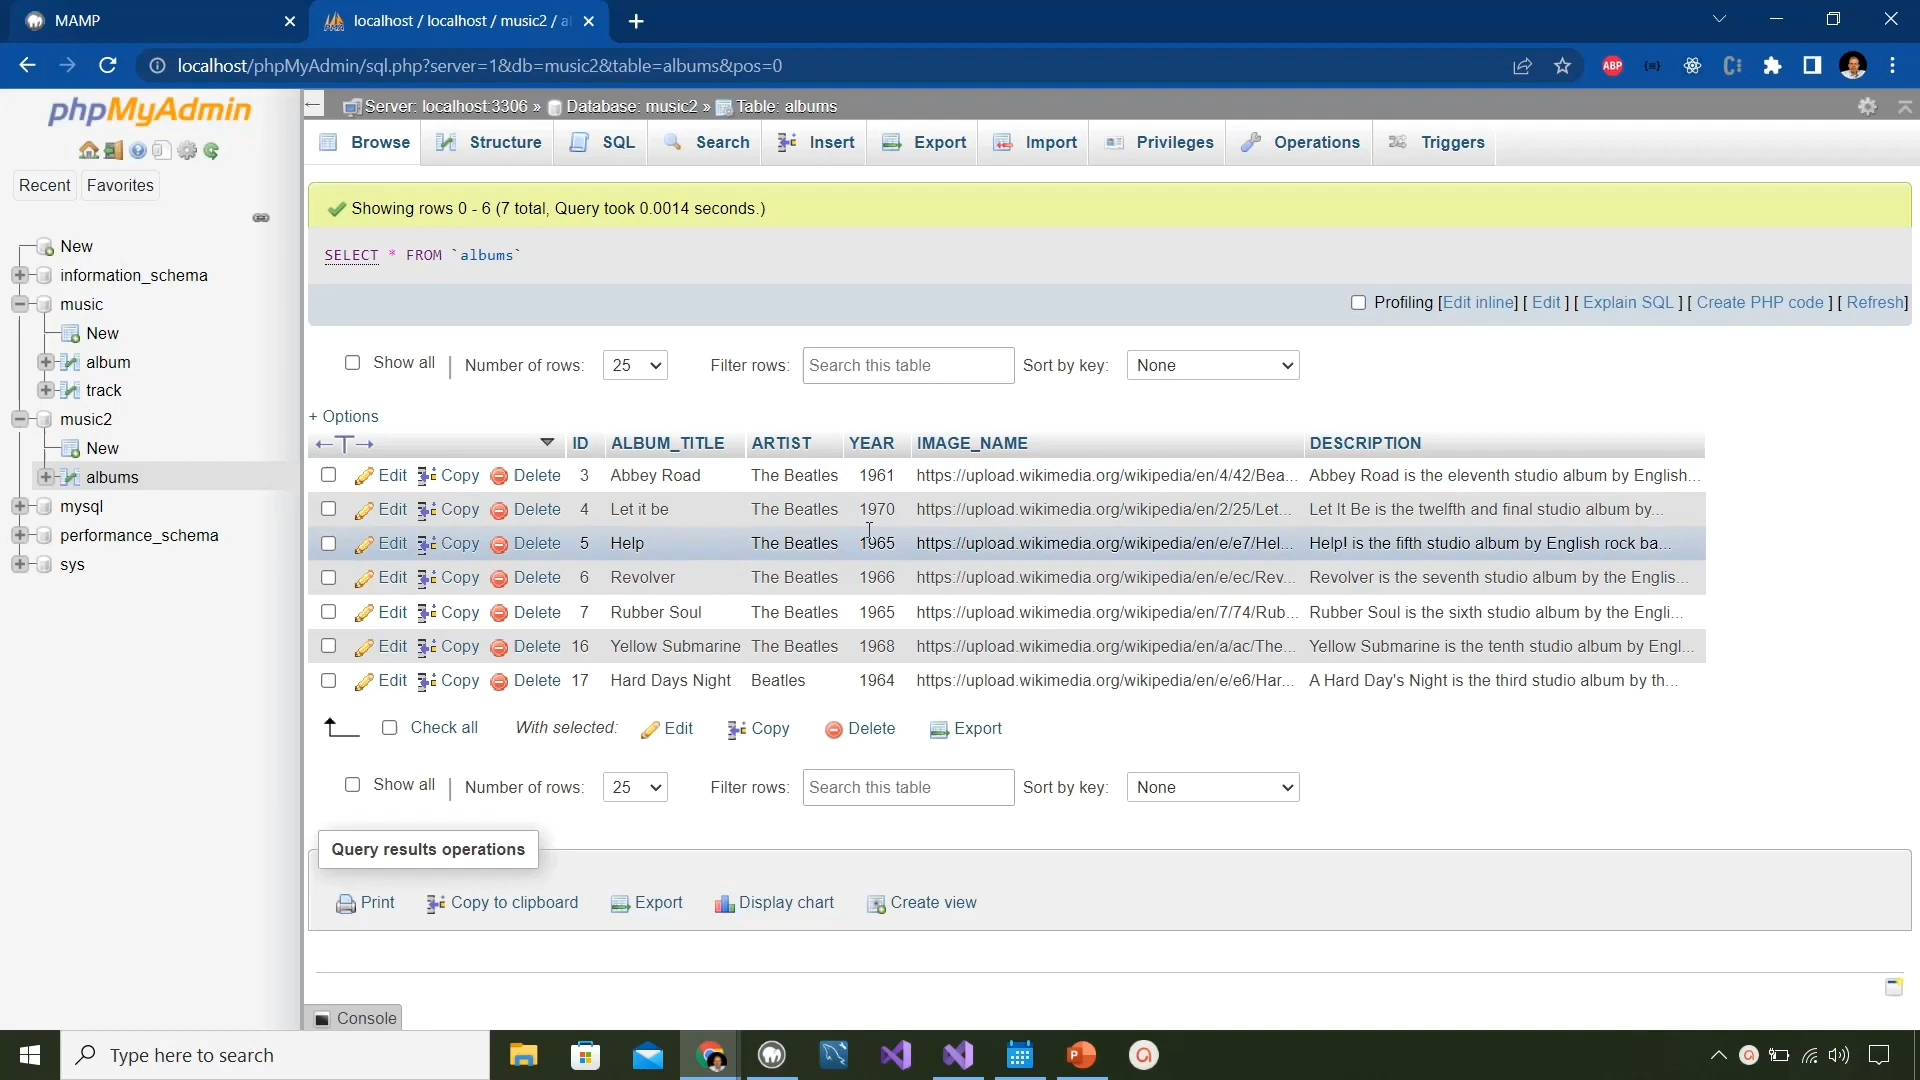 MAMP
localhost / localhost / music2 / al
localhost/phpMyAdmin/sql.php?server=1&db=music2&table=albums&pos=0
ABP
phpMyAdmin
Recent Favorites
New
information_schema
music
New
album
track
music2
New
albums
mysql
performance_schema
sys
Server: localhost:3306 » Database: music2 » Table: albums
Browse Structure SQL Search Insert Export Import Privileges Operations Triggers
Showing rows 0 - 6 (7 total, Query took 0.0014 seconds.)
SELECT * FROM `albums`
Profiling [Edit inline] [ Edit ] [ Explain SQL ] [ Create PHP code ] [ Refresh]
Show all | Number of rows: 25 Filter rows: Search this table Sort by key: None
+ Options
←T→ ID ALBUM_TITLE ARTIST YEAR IMAGE_NAME DESCRIPTION
Edit Copy Delete 3 Abbey Road The Beatles 1961 https://upload.wikimedia.org/wikipedia/en/4/42/Bea... Abbey Road is the eleventh studio album by English...
Edit Copy Delete 4 Let it be The Beatles 1970 https://upload.wikimedia.org/wikipedia/en/2/25/Let... Let It Be is the twelfth and final studio album by...
Edit Copy Delete 5 Help The Beatles 1965 https://upload.wikimedia.org/wikipedia/en/e/e7/Hel... Help! is the fifth studio album by English rock ba...
Edit Copy Delete 6 Revolver The Beatles 1966 https://upload.wikimedia.org/wikipedia/en/e/ec/Rev... Revolver is the seventh studio album by the Englis...
Edit Copy Delete 7 Rubber Soul The Beatles 1965 https://upload.wikimedia.org/wikipedia/en/7/74/Rub... Rubber Soul is the sixth studio album by the Engli...
Edit Copy Delete 16 Yellow Submarine The Beatles 1968 https://upload.wikimedia.org/wikipedia/en/a/ac/The... Yellow Submarine is the tenth studio album by Engl...
Edit Copy Delete 17 Hard Days Night Beatles 1964 https://upload.wikimedia.org/wikipedia/en/e/e6/Har... A Hard Day's Night is the third studio album by th...
Check all With selected: Edit Copy Delete Export
Show all | Number of rows: 25 Filter rows: Search this table Sort by key: None
Query results operations
Print Copy to clipboard Export Display chart Create view
Console
Type here to search